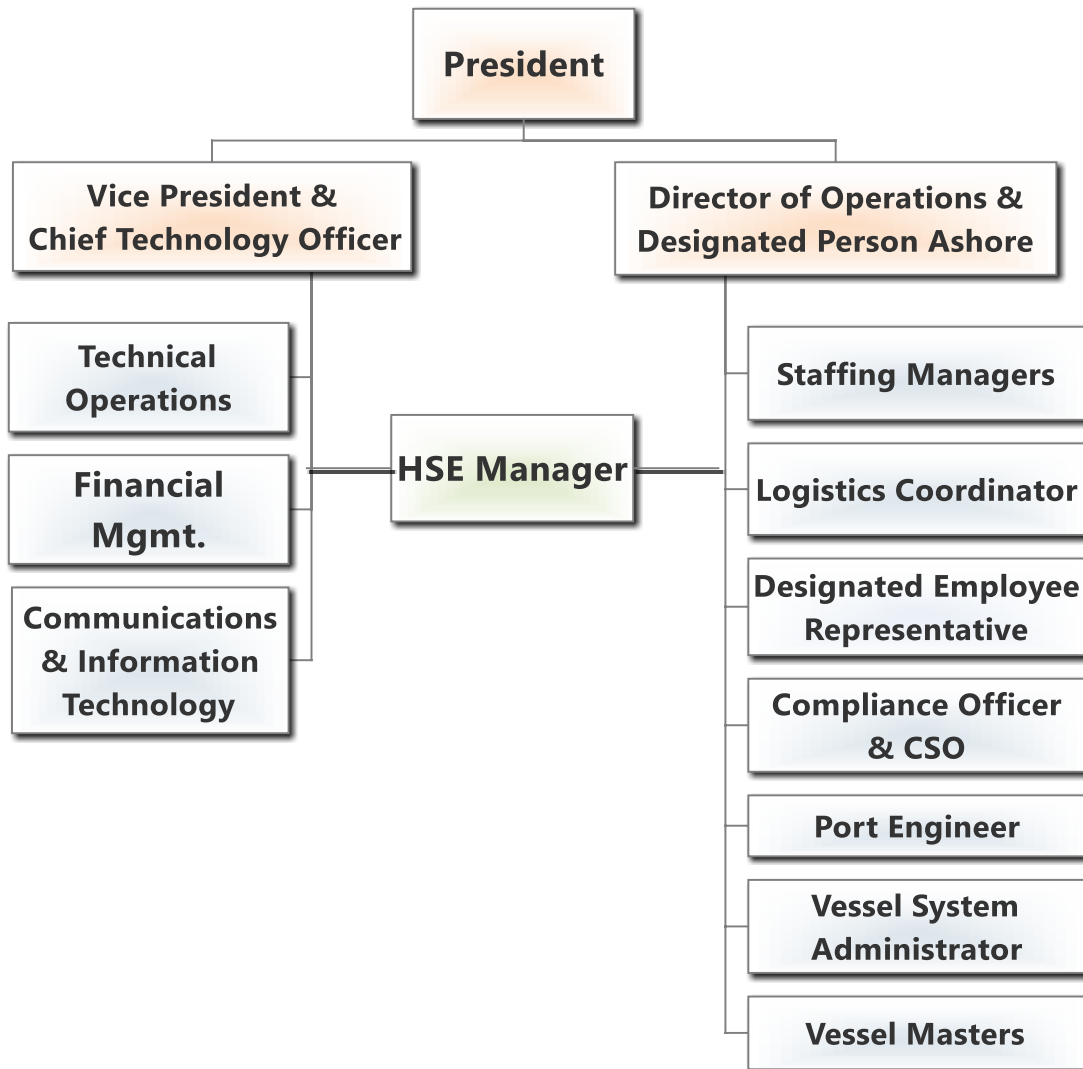 President
Vice President &
Chief Technology Officer
Director of Operations &
Designated Person Ashore
Technical
Operations
Financial
Mgmt.
Communications
& Information
Technology
HSE Manager
Staffing Managers
Logistics Coordinator
Designated Employee
Representative
Compliance Officer
& CSO
Port Engineer
Vessel System
Administrator
Vessel Masters